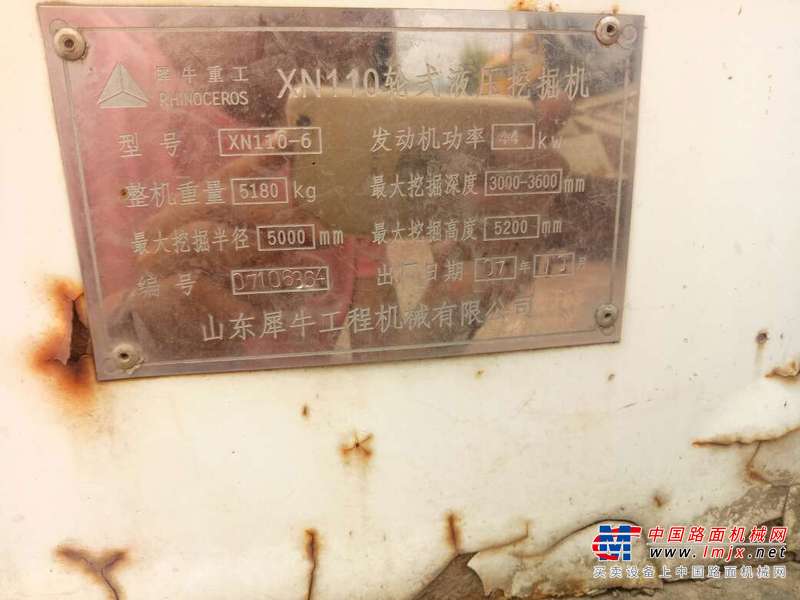 犀牛重工
RHINOCEROS
XN110轮式液压挖掘机
型号 XN110-6 发动机功率 44 kw
整机重量 5180 kg 最大挖掘深度 3000-3600 mm
最大挖掘半径 5000 mm 最大挖掘高度 5200 mm
编号 07106364 出厂日期 07 年 月
山东犀牛工程机械有限公司
中国路面机械网
www.lmjx.net
买卖设备上中国路面机械网